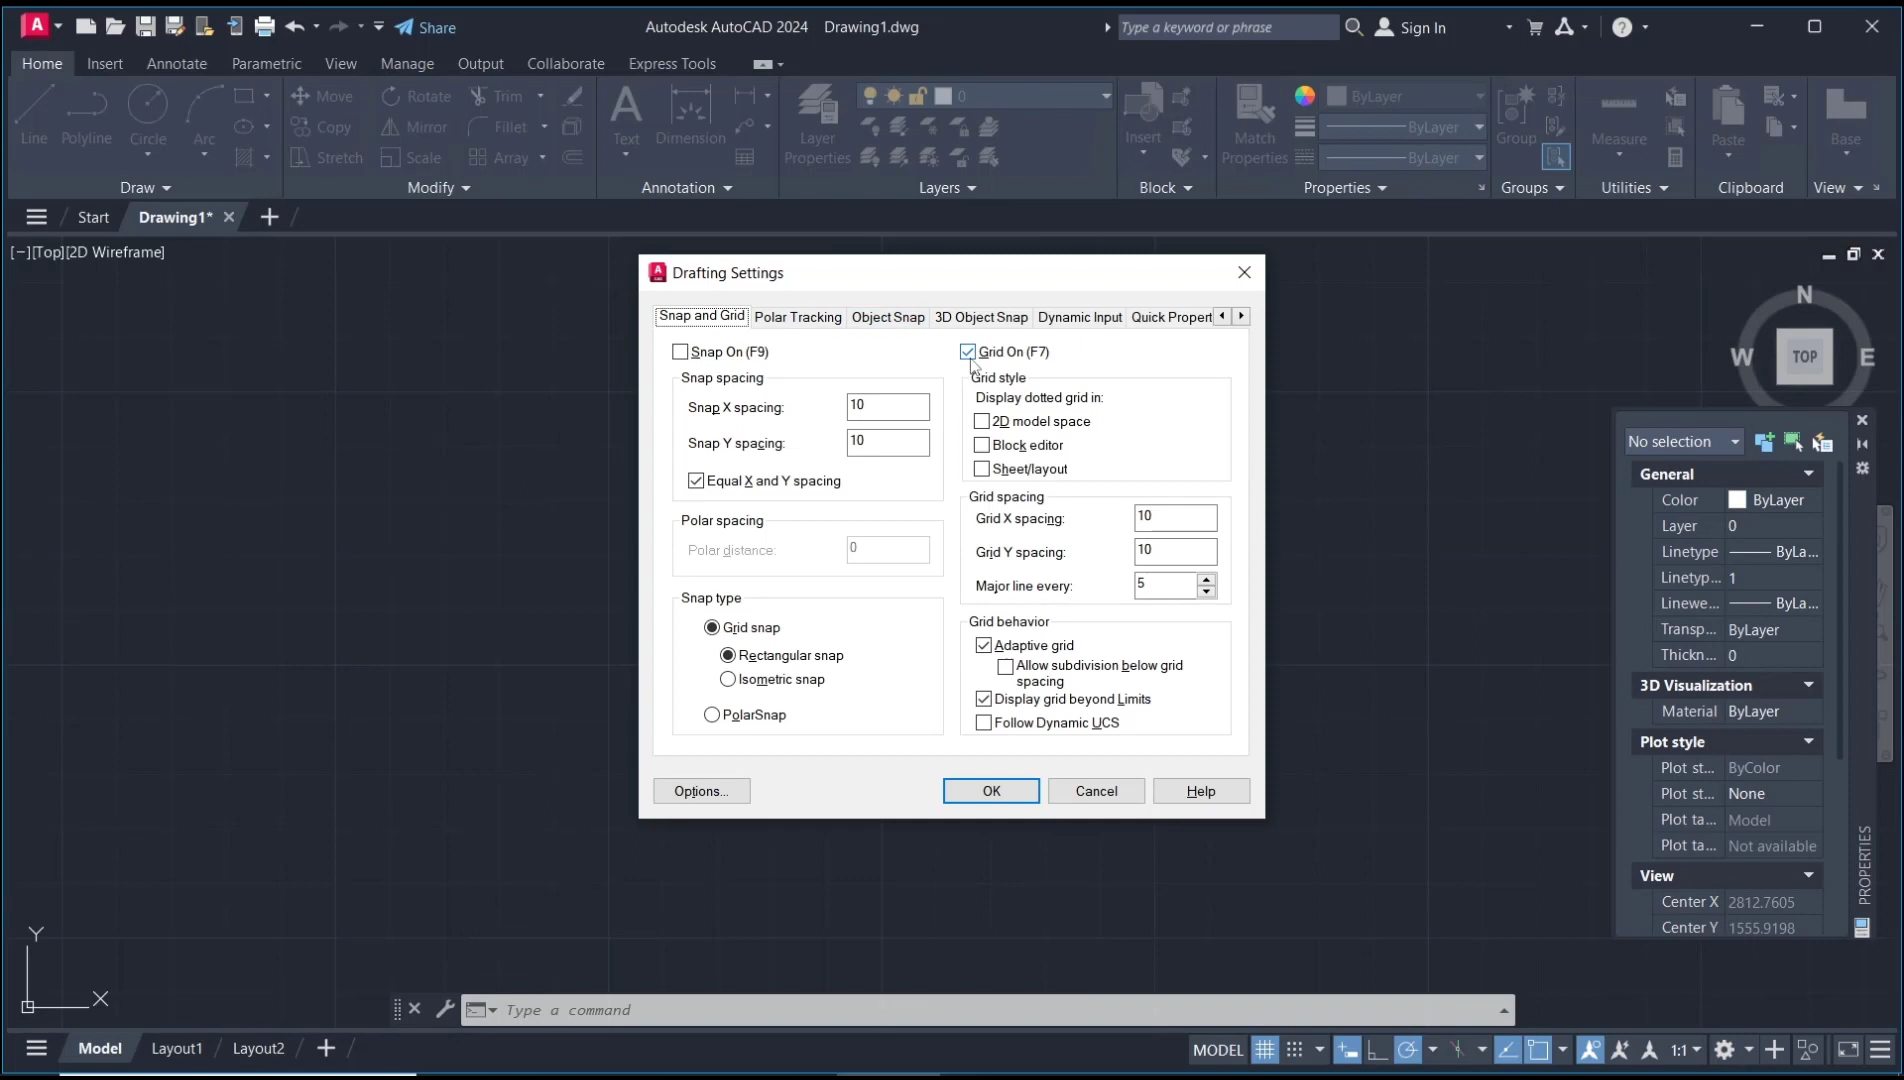 A Share Autodesk AutoCAD 2024 Drawing1.dwg Type a keyword or phrase Sign In
Home Insert Annotate Parametric View Manage Output Collaborate Express Tools
Move Rotate Trim 0 ByLayer
Line Polyline Circle Arc Copy Mirror Fillet Text Dimension Layer Properties Insert Match Properties ByLayer Group Measure Paste Base
Stretch Scale Array ByLayer
Draw Modify Annotation Layers Block Properties Groups Utilities Clipboard View
Start Drawing1*
[−][Top][2D Wireframe]
Drafting Settings
Snap and Grid Polar Tracking Object Snap 3D Object Snap Dynamic Input Quick Propert
Snap On (F9)
Snap spacing
Snap X spacing: 10
Snap Y spacing: 10
Equal X and Y spacing
Polar spacing
Polar distance: 0
Snap type
Grid snap
Rectangular snap
Isometric snap
PolarSnap
Grid On (F7)
Grid style
Display dotted grid in:
2D model space
Block editor
Sheet/layout
Grid spacing
Grid X spacing: 10
Grid Y spacing: 10
Major line every: 5
Grid behavior
Adaptive grid
Allow subdivision below grid
spacing
Display grid beyond Limits
Follow Dynamic UCS
Options... OK Cancel Help
N
W TOP E
No selection
General
Color ByLayer
Layer 0
Linetype ByLa...
Linetyp... 1
Linewe... ByLa...
Transp... ByLayer
Thickn... 0
3D Visualization
Material ByLayer
Plot style
Plot st... ByColor
Plot st... None
Plot ta... Model
Plot ta... Not available
View
Center X 2812.7605
Center Y 1555.9198
PROPERTIES
Y
X
Type a command
Model Layout1 Layout2 MODEL 1:1